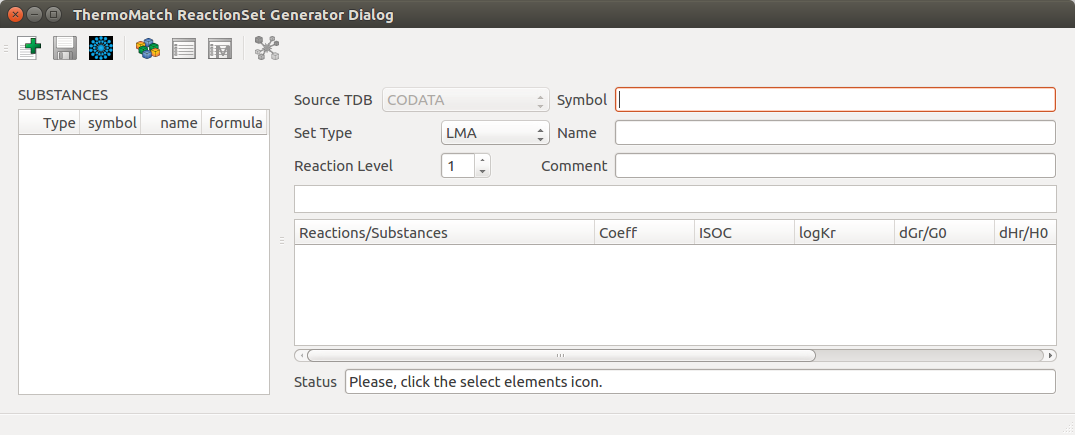 ThermoMatch ReactionSet Generator Dialog
SUBSTANCES
Type symbol name formula
Source TDB CODATA Symbol
Set Type LMA Name
Reaction Level 1 Comment
Reactions/Substances Coeff ISOC logKr dGr/G0 dHr/H0
Status Please, click the select elements icon.